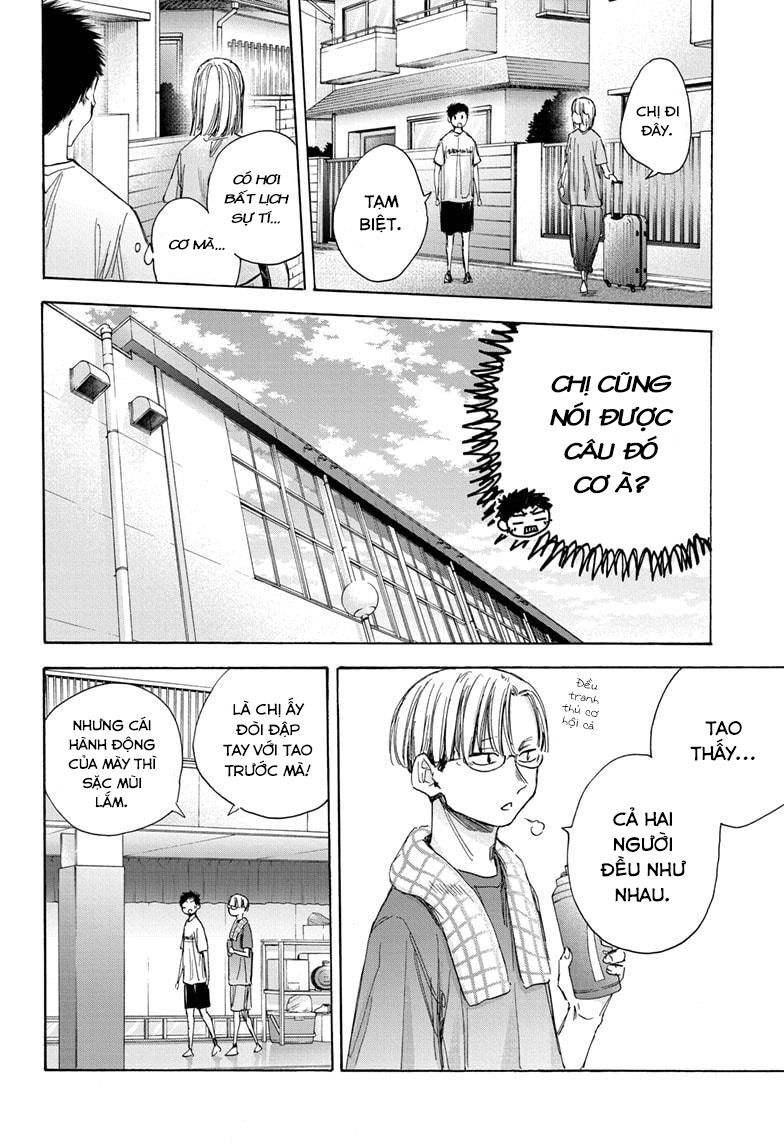 CHỊ ĐI
ĐÂY.
TẠM
BIỆT.
CÓ HƠI
BẤT LỊCH
SỰ TÍ...
CƠ MÀ...
CHỊ CŨNG
NÓI ĐƯỢC
CÂU ĐÓ
CƠ À?
TAO
THẤY...
CẢ HAI
NGƯỜI
ĐỀU NHƯ
NHAU.
Đều
tranh
thủ cơ
hội cả
LÀ CHỊ ẤY
ĐÒI ĐẬP
TAY VỚI TAO
TRƯỚC MÀ!
NHƯNG CÁI
HÀNH ĐỘNG
CỦA MÀY THÌ
SẶC MÙI
LẮM.